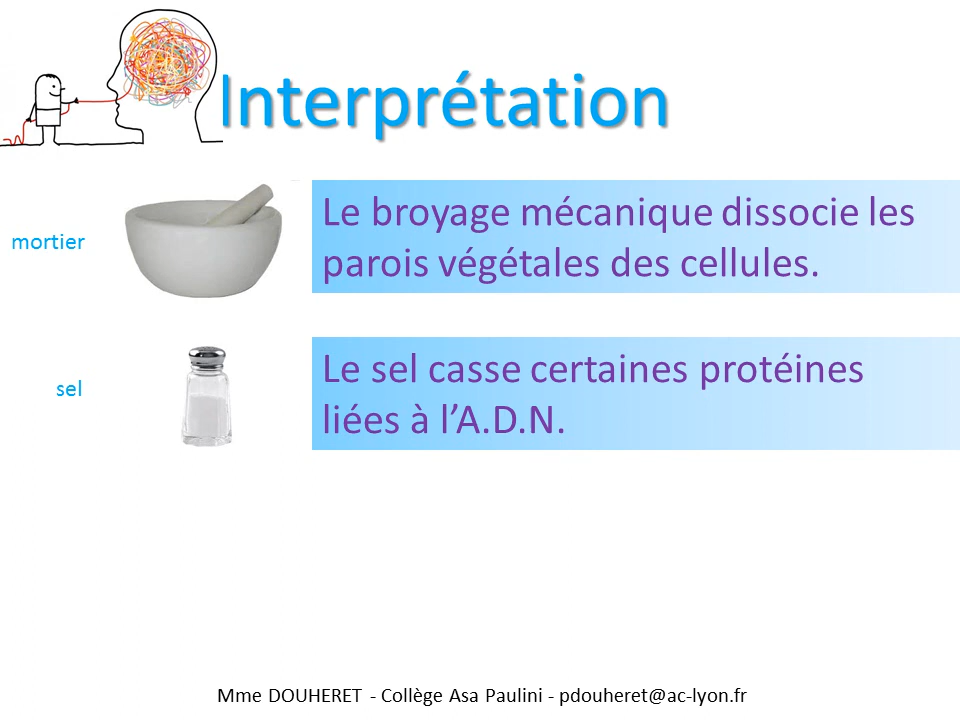 Interprétation
mortier
Le broyage mécanique dissocie les
parois végétales des cellules.
sel
Le sel casse certaines protéines
liées à l’A.D.N.
Mme DOUHERET - Collège Asa Paulini - pdouheret@ac-lyon.fr